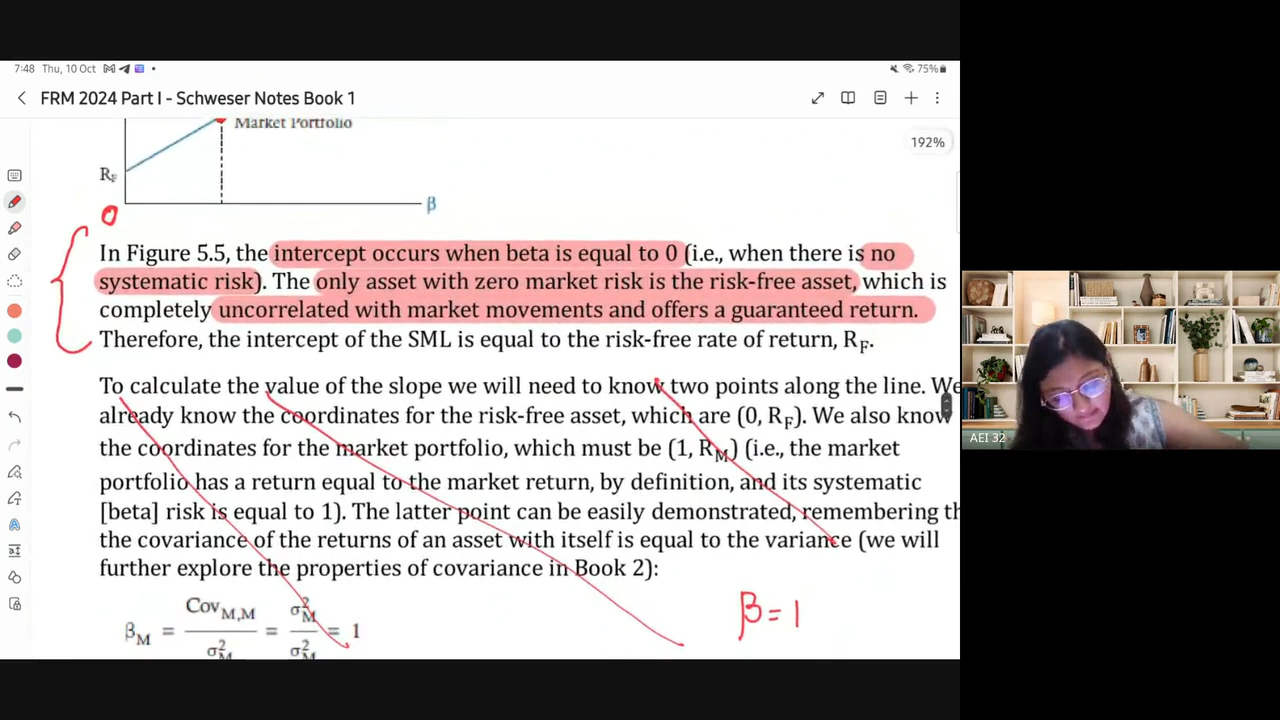 7:48 Thu, 10 Oct 75%
FRM 2024 Part I - Schweser Notes Book 1
Market Portfolio
192%
RF
β
0
In Figure 5.5, the intercept occurs when beta is equal to 0 (i.e., when there is no
systematic risk). The only asset with zero market risk is the risk-free asset, which is
completely uncorrelated with market movements and offers a guaranteed return.
Therefore, the intercept of the SML is equal to the risk-free rate of return, RF.
To calculate the value of the slope we will need to know two points along the line. We
already know the coordinates for the risk-free asset, which are (0, RF). We also know
the coordinates for the market portfolio, which must be (1, RM) (i.e., the market
portfolio has a return equal to the market return, by definition, and its systematic
[beta] risk is equal to 1). The latter point can be easily demonstrated, remembering th
the covariance of the returns of an asset with itself is equal to the variance (we will
further explore the properties of covariance in Book 2):
βM = CovM,M / σ²M = σ²M / σ²M = 1
β = 1
AEI 32